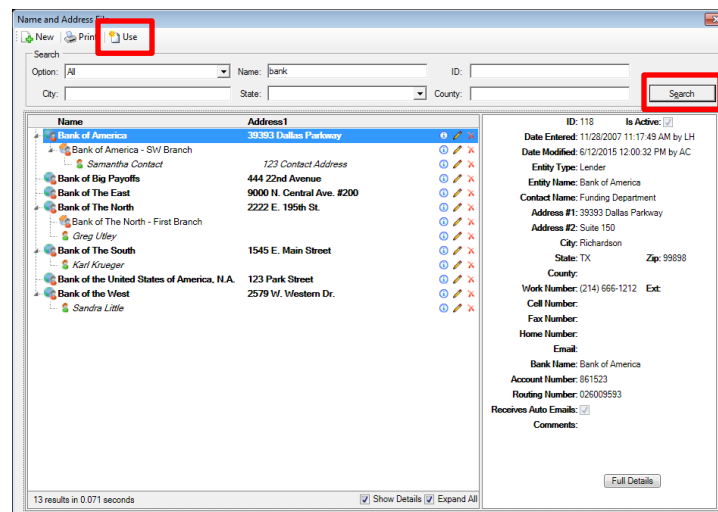 Name and Address File
New Print Use
Search
Option: All Name: bank ID:
City: State: County: Search
Name Address1
Bank of America 39393 Dallas Parkway
Bank of America - SW Branch
Samantha Contact 123 Contact Address
Bank of Big Payoffs 444 22nd Avenue
Bank of The East 9000 N. Central Ave. #200
Bank of The North 2222 E. 195th St.
Bank of The North - First Branch
Greg Utley
Bank of The South 1545 E. Main Street
Karl Krueger
Bank of the United States of America, N.A. 123 Park Street
Bank of the West 2579 W. Western Dr.
Sandra Little
13 results in 0.071 seconds Show Details Expand All
ID: 118 Is Active:
Date Entered: 11/28/2007 11:17:49 AM by LH
Date Modified: 6/12/2015 12:00:32 PM by AC
Entity Type: Lender
Entity Name: Bank of America
Contact Name: Funding Department
Address #1: 39393 Dallas Parkway
Address #2: Suite 150
City: Richardson
State: TX Zip: 99898
County:
Work Number: (214) 666-1212 Ext:
Cell Number:
Fax Number:
Home Number:
Email:
Bank Name: Bank of America
Account Number: 861523
Routing Number: 026009593
Receives Auto Emails:
Comments:
Full Details